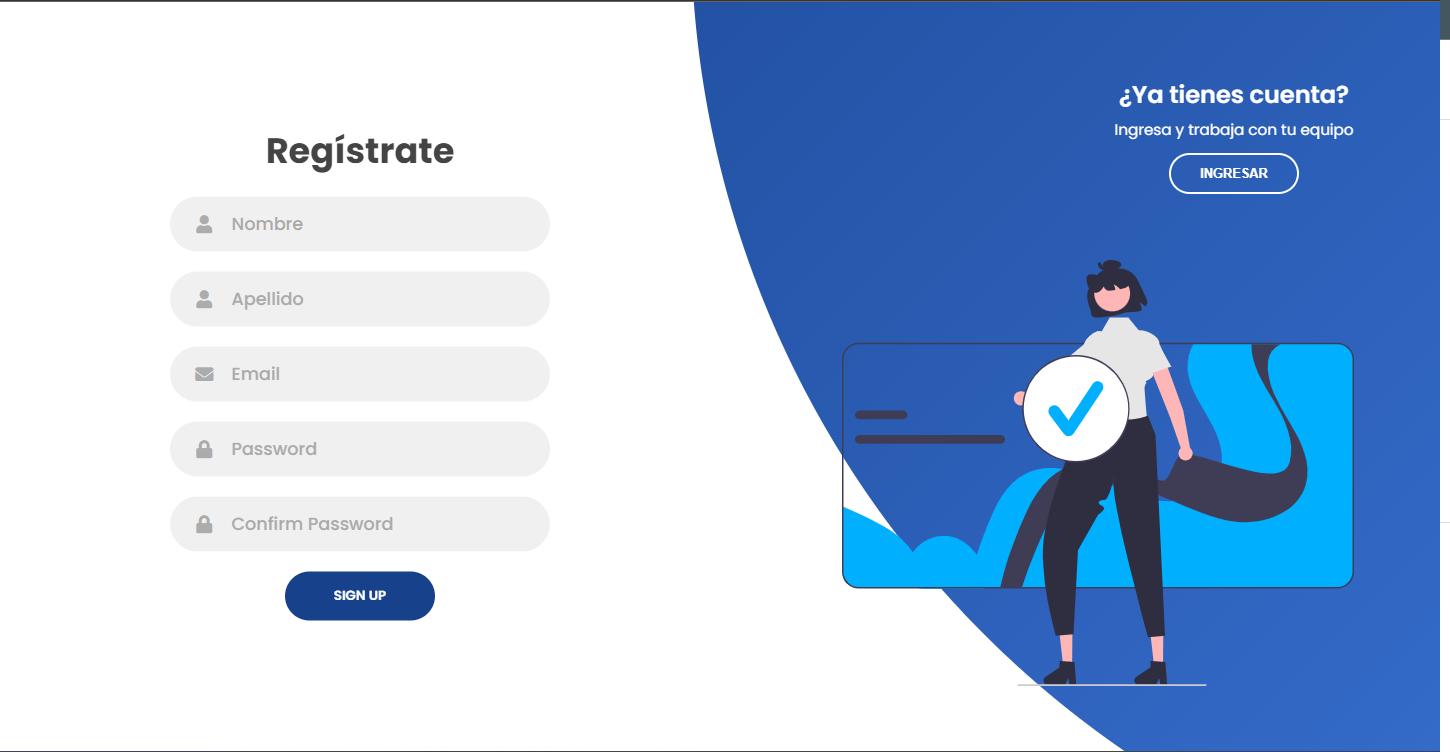 Regístrate
Nombre
Apellido
Email
Password
Confirm Password
SIGN UP
¿Ya tienes cuenta?
Ingresa y trabaja con tu equipo
INGRESAR